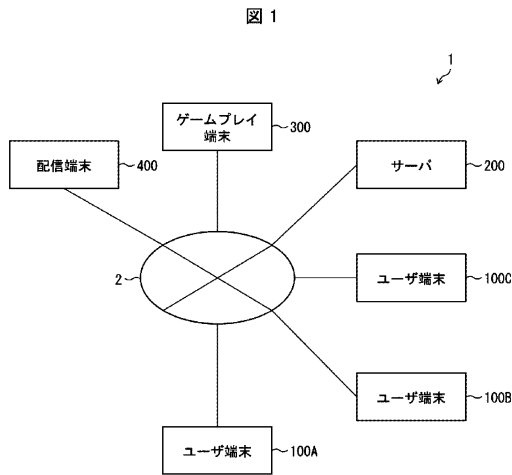 図 1
1
ゲームプレイ
端末
300
配信端末
400
サーバ
200
2
ユーザ端末
100C
ユーザ端末
100B
ユーザ端末
100A